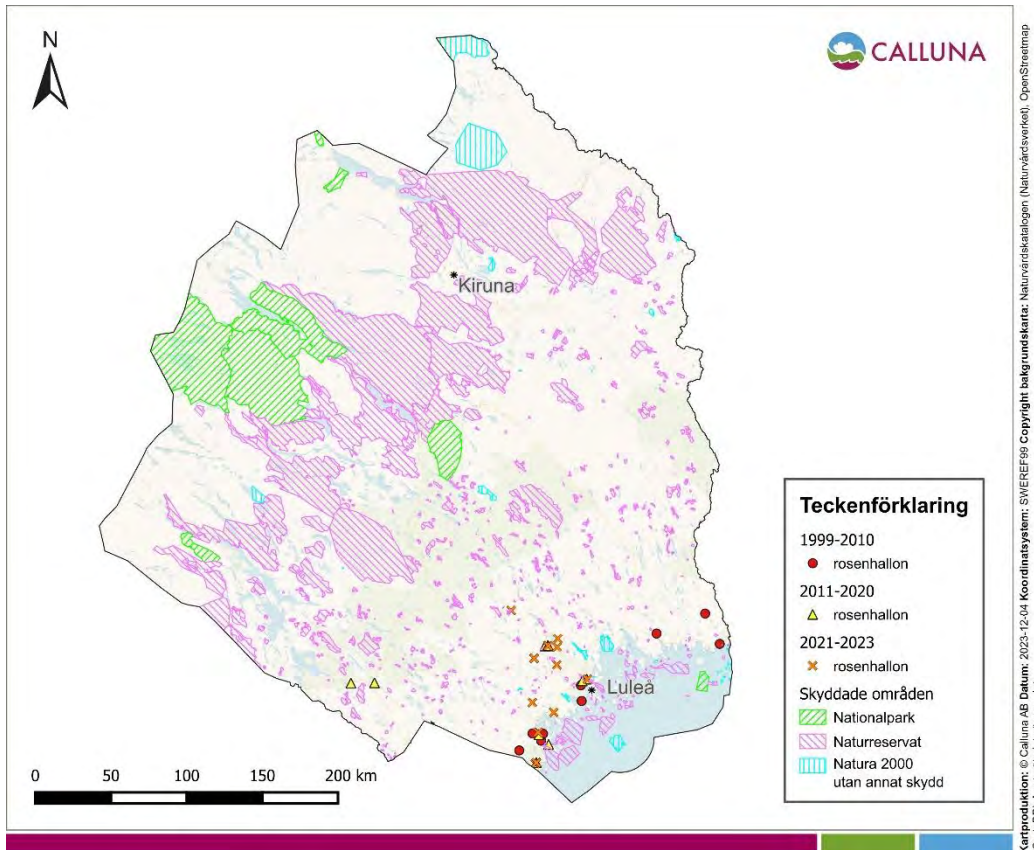 N
CALLUNA
Kiruna
Luleå
Teckenförklaring
1999-2010
rosenhallon
2011-2020
rosenhallon
2021-2023
rosenhallon
Skyddade områden
Nationalpark
Naturreservat
Natura 2000
utan annat skydd
0 50 100 150 200 km
Kartproduktion: © Calluna AB Datum: 2023-12-04 Koordinatsystem: SWEREF99 Copyright bakgrundskarta: Naturvårdskatalogen (Naturvårdsverket), OpenStreetmap